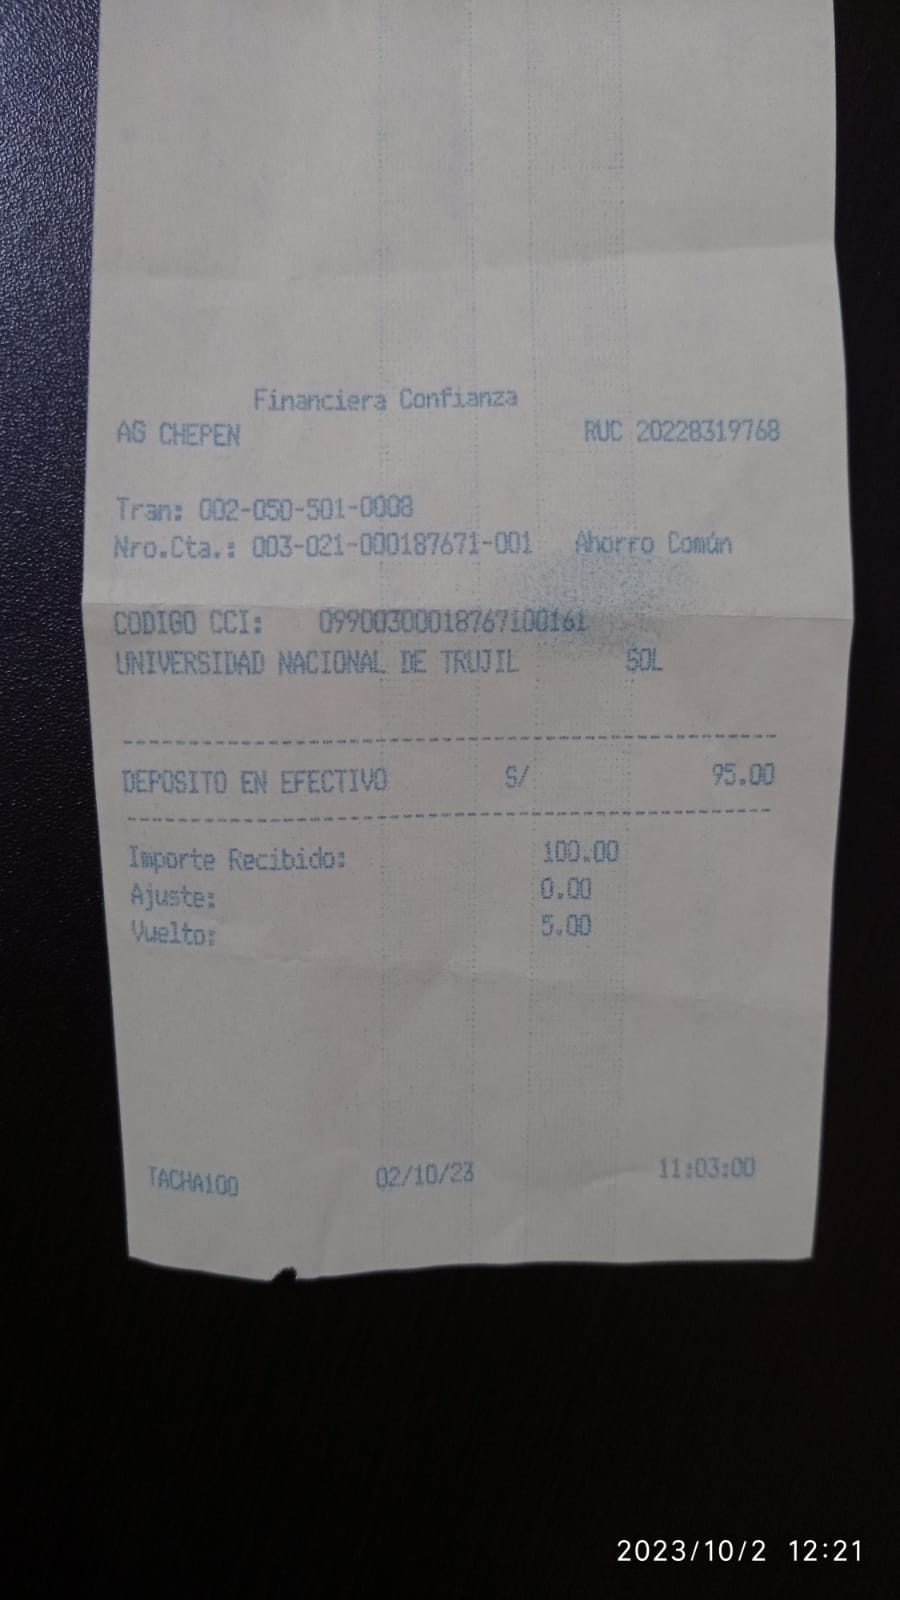 Financiera Confianza
AG CHEPEN RUC 20228319768
Tran: 002-050-501-0008
Nro.Cta.: 003-021-000187671-001 Ahorro Común
CODIGO CCI: 09900300018767100161
UNIVERSIDAD NACIONAL DE TRUJIL SOL
DEPOSITO EN EFECTIVO S/ 95.00
Importe Recibido: 100.00
Ajuste: 0.00
Vuelto: 5.00
TACHA100 02/10/23 11:03:00
2023/10/2 12:21